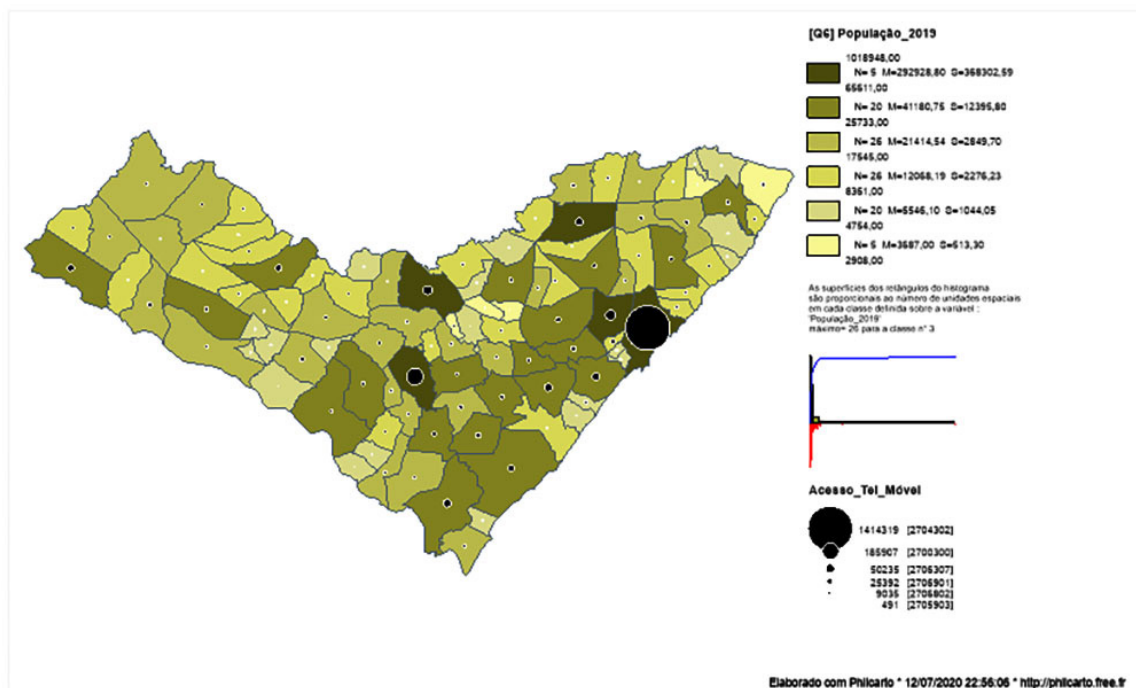 [Q6] População_2019
1018948,00
N= 5 M=292928,80 S=368302,59
65611,00
N= 20 M=41180,75 S=12395,80
25733,00
N= 26 M=21414,54 S=2849,70
17545,00
N= 26 M=12068,19 S=2276,23
8351,00
N= 20 M=5546,10 S=1044,05
4754,00
N= 5 M=3587,00 S=513,30
2908,00
As superfícies dos retângulos do histograma
são proporcionais ao número de unidades espaciais
em cada classe definida sobre a variável :
'População_2019'
máximo= 26 para a classe n° 3
Acesso_Tel_Móvel
1414319 [2704302]
185907 [2700300]
50235 [2706307]
25392 [2706901]
9035 [2706802]
491 [2705903]
Elaborado com Philcarto * 12/07/2020 22:56:06 * http://philcarto.free.fr